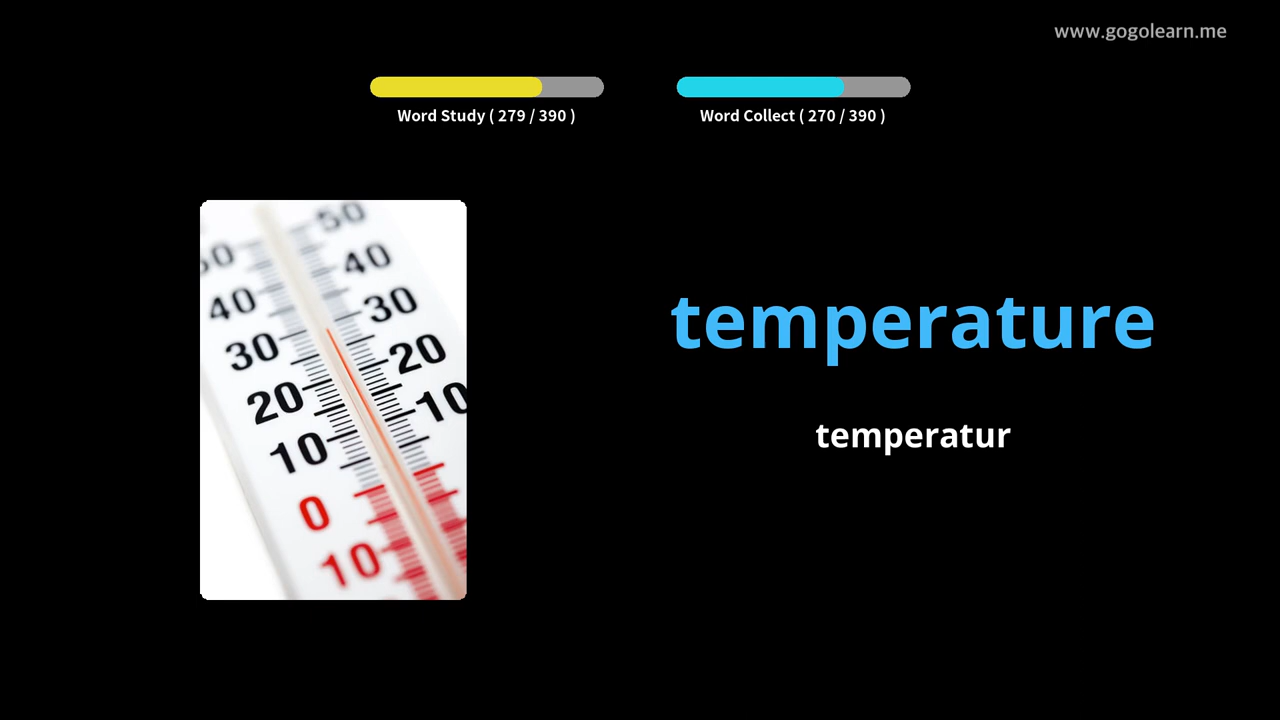 www.gogolearn.me
Word Study ( 279 / 390 )
Word Collect ( 270 / 390 )
50
40
40
30
30
20
20
10
10
0
10
temperature
temperatur